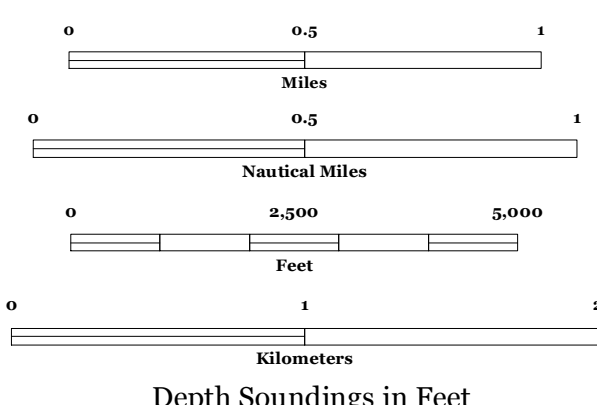 0 0.5 1
Miles
0 0.5 1
Nautical Miles
0 2,500 5,000
Feet
0 1 2
Kilometers
Depth Soundings in Feet